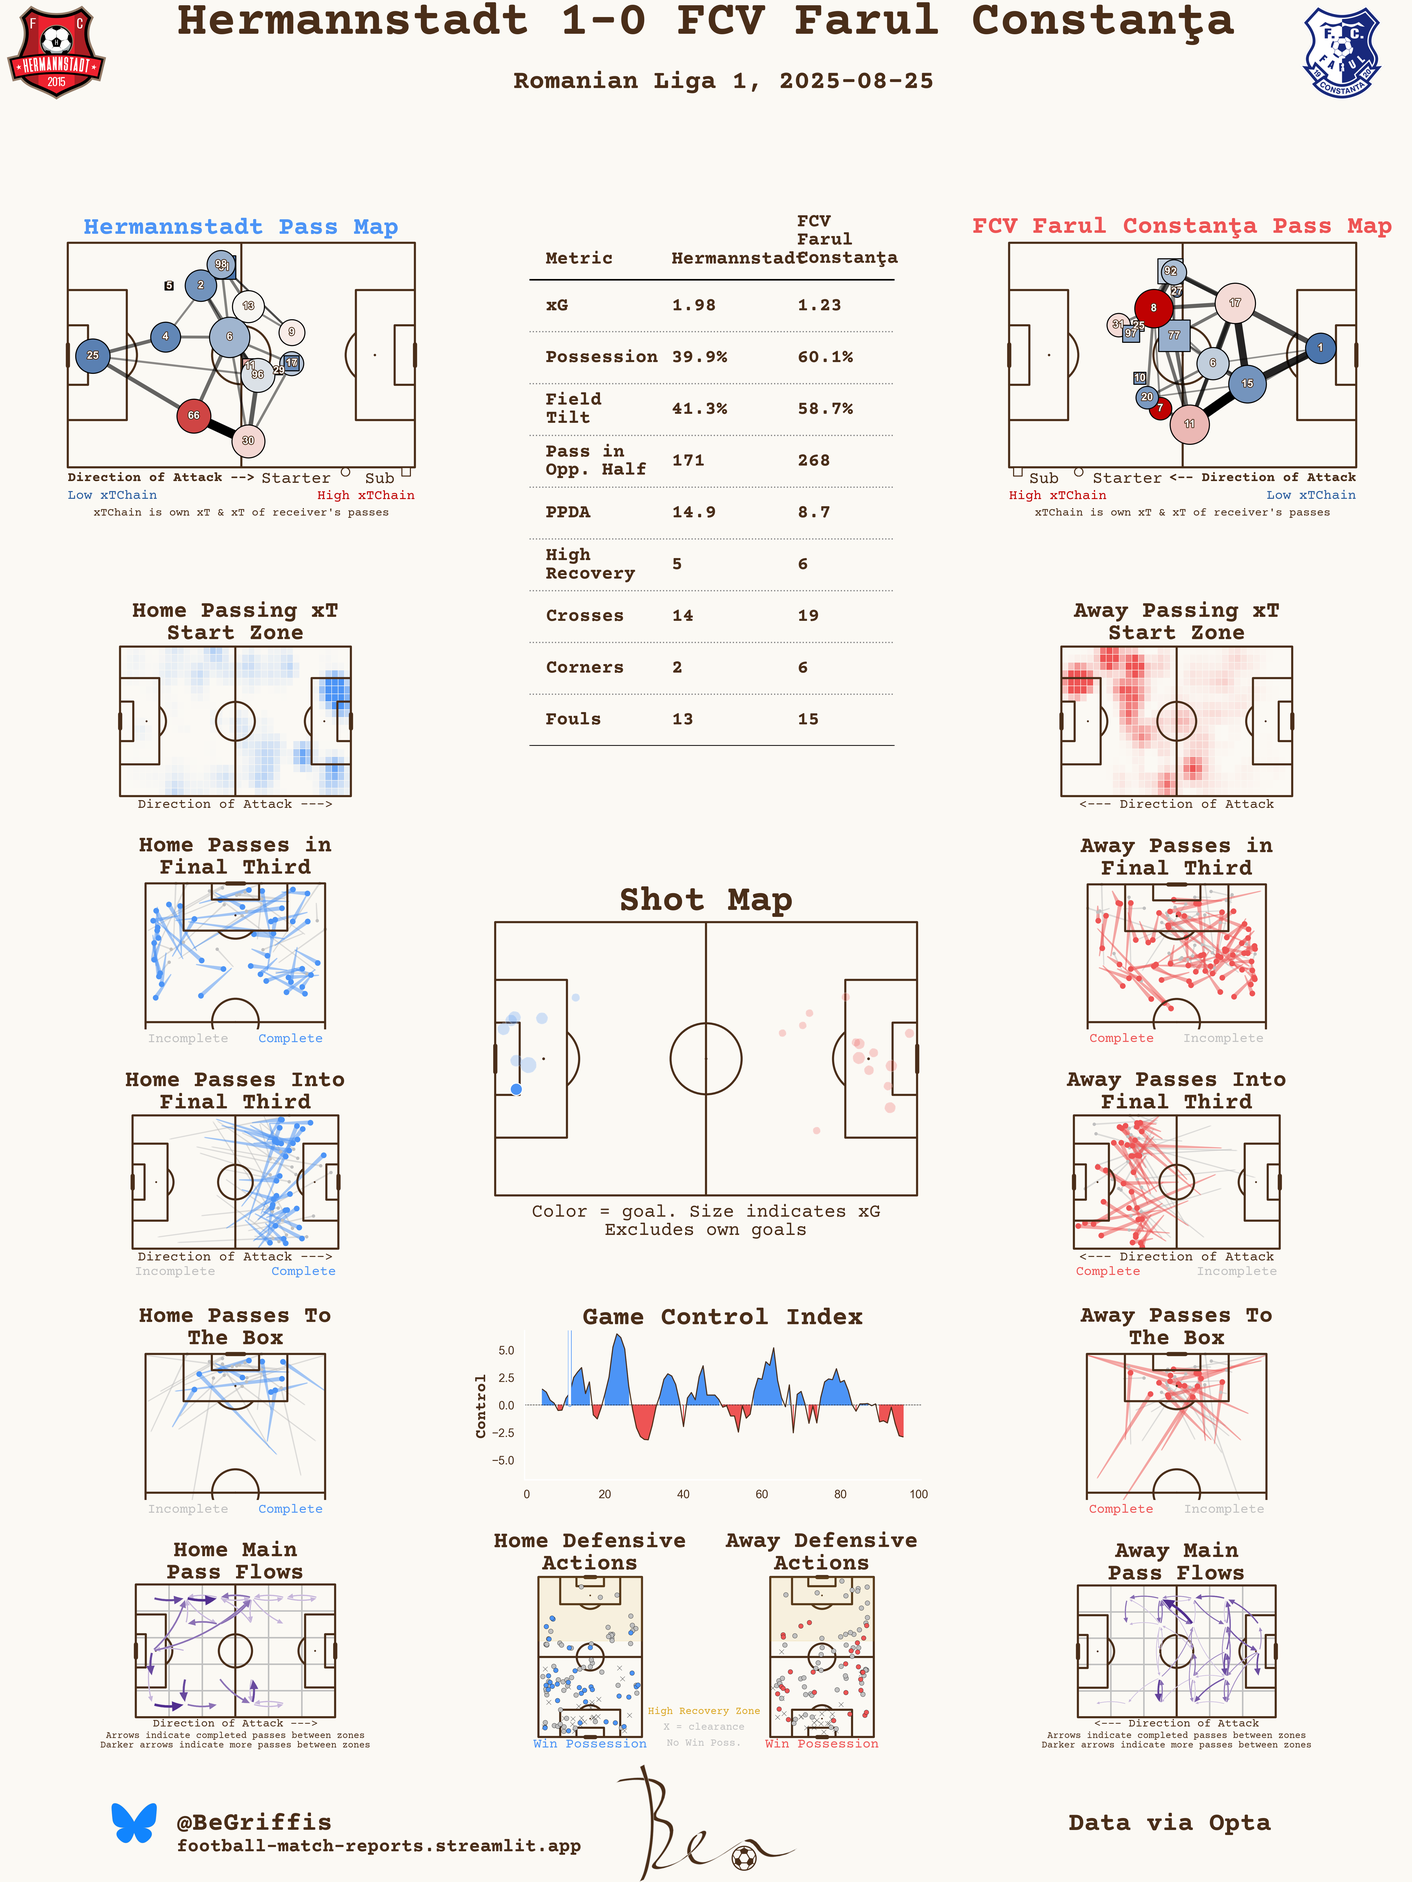 Hermannstadt 1-0 FCV Farul Constanța
Romanian Liga 1, 2025-08-25
F C
HERMANNSTADT
2015
F. C.
FARUL
19 CONSTANȚA 20
Hermannstadt Pass Map
98
2
5
13
4
6
9
25
11
96
29
17
66
30
Direction of Attack --> Starter Sub
Low xTChain High xTChain
xTChain is own xT & xT of receiver's passes
Metric Hermannstadt FCV Farul Constanța
xG 1.98 1.23
Possession 39.9% 60.1%
Field Tilt 41.3% 58.7%
Pass in Opp. Half 171 268
PPDA 14.9 8.7
High Recovery 5 6
Crosses 14 19
Corners 2 6
Fouls 13 15
FCV Farul Constanța Pass Map
92
27
17
8
31
25
97
77
6
1
10
15
20
7
11
Sub Starter <-- Direction of Attack
High xTChain Low xTChain
xTChain is own xT & xT of receiver's passes
Home Passing xT
Start Zone
Direction of Attack --->
Away Passing xT
Start Zone
<--- Direction of Attack
Home Passes in
Final Third
Incomplete Complete
Away Passes in
Final Third
Complete Incomplete
Shot Map
Color = goal. Size indicates xG
Excludes own goals
Home Passes Into
Final Third
Direction of Attack --->
Incomplete Complete
Away Passes Into
Final Third
<--- Direction of Attack
Complete Incomplete
Home Passes To
The Box
Incomplete Complete
Game Control Index
Control
5.0
2.5
0.0
−2.5
−5.0
0 20 40 60 80 100
Away Passes To
The Box
Complete Incomplete
Home Main
Pass Flows
Direction of Attack --->
Arrows indicate completed passes between zones
Darker arrows indicate more passes between zones
Home Defensive
Actions
Win Possession
Away Defensive
Actions
Win Possession
High Recovery Zone
X = clearance
No Win Poss.
Away Main
Pass Flows
<--- Direction of Attack
Arrows indicate completed passes between zones
Darker arrows indicate more passes between zones
@BeGriffis
football-match-reports.streamlit.app
Ben
Data via Opta